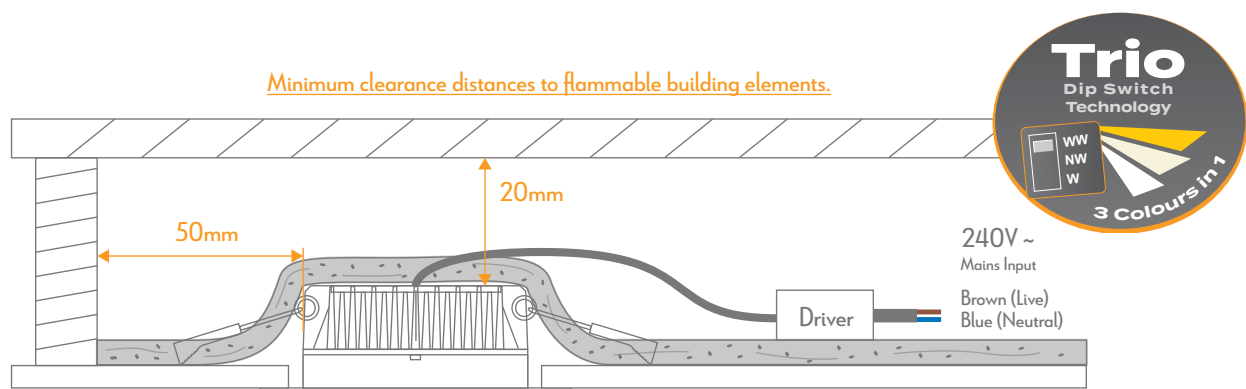 Trio
Dip Switch
Technology
WW
NW
W
3 Colours in 1
Minimum clearance distances to flammable building elements.
20mm
50mm
240V ~
Mains Input
Brown (Live)
Blue (Neutral)
Driver